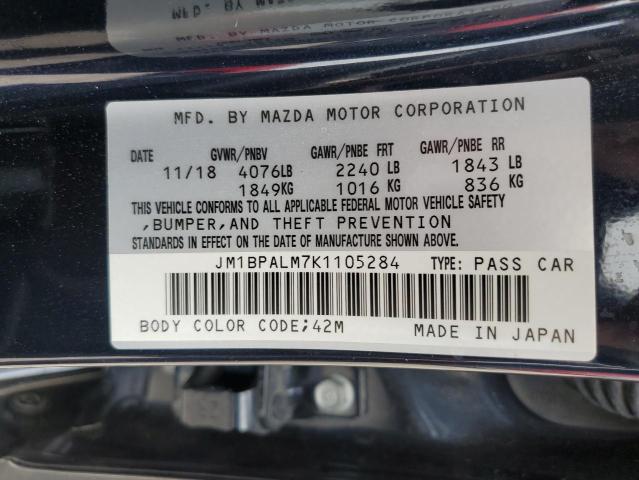 MFD. BY MAZDA MOTOR CORPORATION
GVWR/PNBV GAWR/PNBE FRT GAWR/PNBE RR
11/18 4076LB 2240 LB 1843 LB
1849KG 1016 KG 836 KG
THIS VEHICLE CONFORMS TO ALL APPLICABLE FEDERAL MOTOR VEHICLE SAFETY
,BUMPER,AND THEFT PREVENTION
STANDARDS IN EFFECT ON THE DATE OF MANUFACTURE SHOWN ABOVE.
JM1BPALM7K1105284 TYPE: PASS CAR
BODY COLOR CODE;42M MADE IN JAPAN